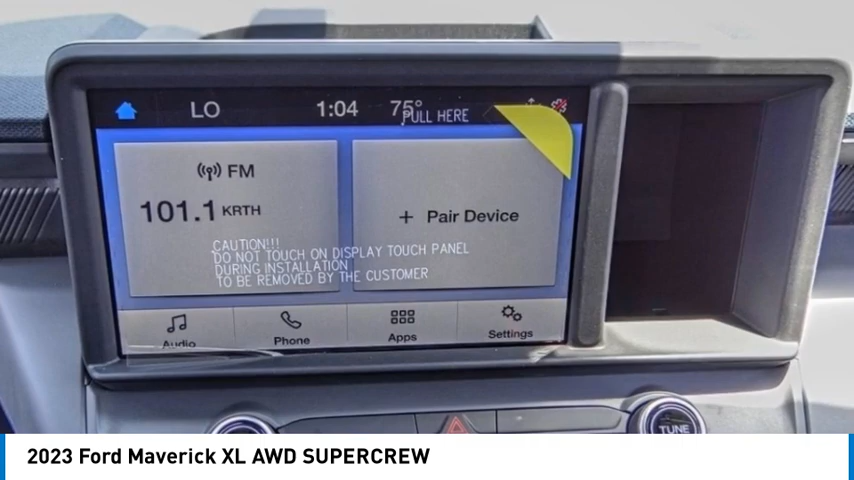 LO 1:04 75°
PULL HERE
FM
101.1 KRTH
+ Pair Device
CAUTION!!!
DO NOT TOUCH ON DISPLAY TOUCH PANEL
DURING INSTALLATION
TO BE REMOVED BY THE CUSTOMER
Audio Phone Apps Settings
TUNE
2023 Ford Maverick XL AWD SUPERCREW